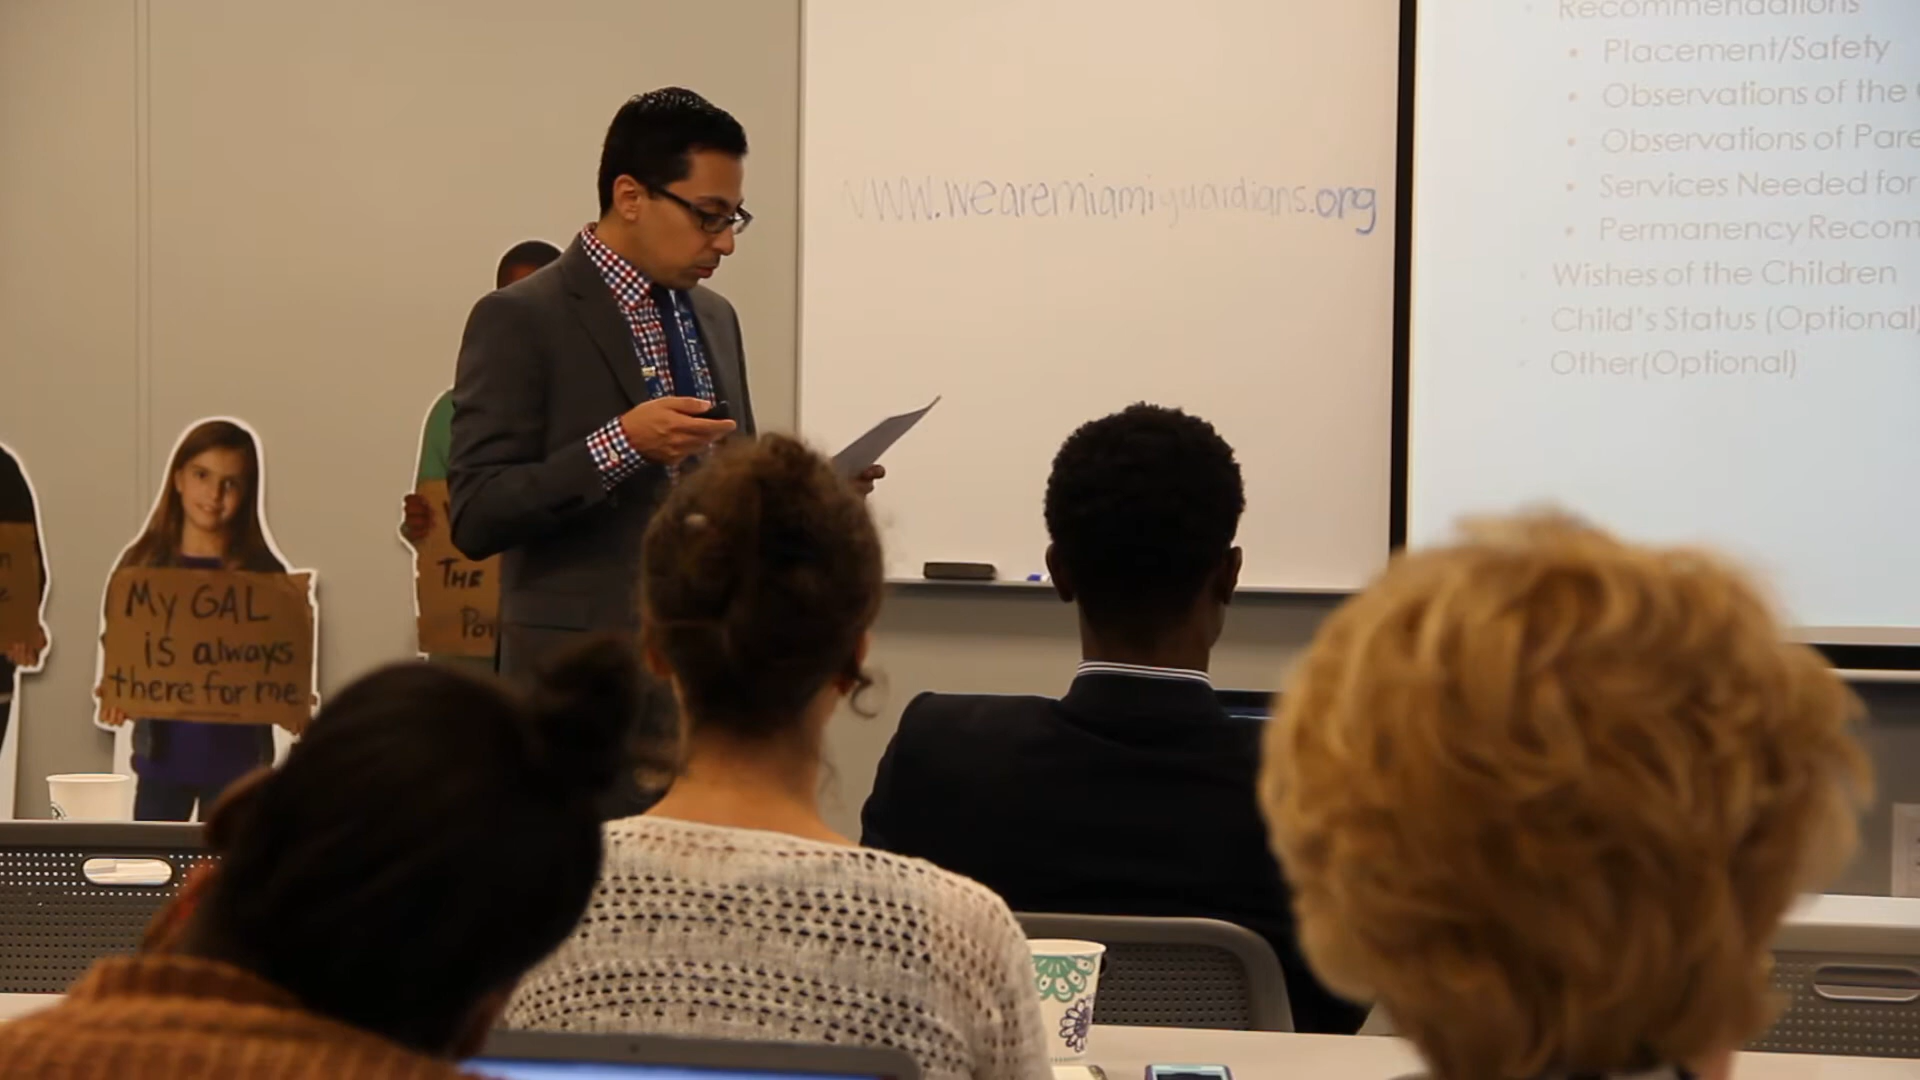 www.wearemiamiguardians.org
Recommendations
Placement/Safety
Observations of the
Observations of Pare
Services Needed for
Permanency Recom
Wishes of the Children
Child's Status (Optional)
Other(Optional)
My GAL
is always
there for me
THE